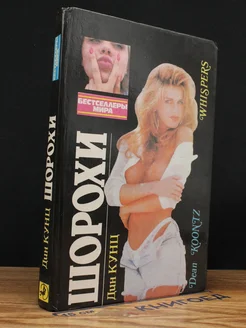 ШОРОХИ
Дин КУНЦ
БЕСТСЕЛЛЕРЫ
МИРА
ШОРОХИ
Дин КУНЦ
WHISPERS
Dean KOONTZ